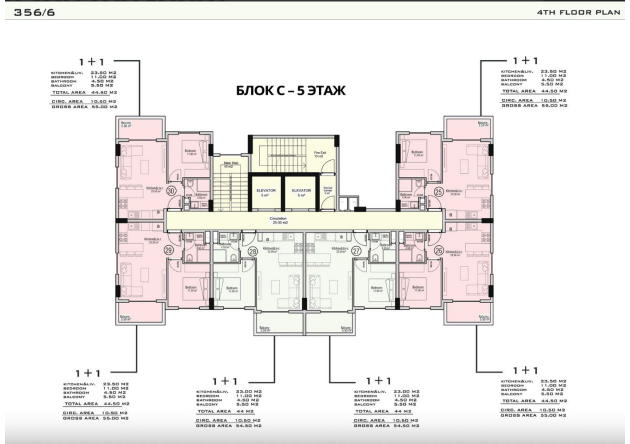 356/6
4TH FLOOR PLAN
БЛОК С – 5 ЭТАЖ
1 + 1
KITCHEN&LIV. 23.50 M2
BEDROOM 11.00 M2
BATHROOM 4.50 M2
BALCONY 5.50 M2
TOTAL AREA 44.50 M2
CIRC. AREA 10.50 M2
GROSS AREA 55.00 M2
1 + 1
KITCHEN&LIV. 23.50 M2
BEDROOM 11.00 M2
BATHROOM 4.50 M2
BALCONY 5.50 M2
TOTAL AREA 44.50 M2
CIRC. AREA 10.50 M2
GROSS AREA 55.00 M2
Fire Exit
ELEVATOR
ELEVATOR
Circulation
30
25
29
28
27
26
Bedroom
Bedroom
Bedroom
Bedroom
Bedroom
Bedroom
1 + 1
KITCHEN&LIV. 23.50 M2
BEDROOM 11.00 M2
BATHROOM 4.50 M2
BALCONY 5.50 M2
TOTAL AREA 44.50 M2
CIRC. AREA 10.50 M2
GROSS AREA 55.00 M2
1 + 1
KITCHEN&LIV. 23.00 M2
BEDROOM 11.00 M2
BATHROOM 4.50 M2
BALCONY 5.50 M2
TOTAL AREA 44 M2
CIRC. AREA 10.50 M2
GROSS AREA 54.50 M2
1 + 1
KITCHEN&LIV. 23.00 M2
BEDROOM 11.00 M2
BATHROOM 4.50 M2
BALCONY 5.50 M2
TOTAL AREA 44 M2
CIRC. AREA 10.50 M2
GROSS AREA 54.50 M2
1 + 1
KITCHEN&LIV. 23.50 M2
BEDROOM 11.00 M2
BATHROOM 4.50 M2
BALCONY 5.50 M2
TOTAL AREA 44.50 M2
CIRC. AREA 10.50 M2
GROSS AREA 55.00 M2